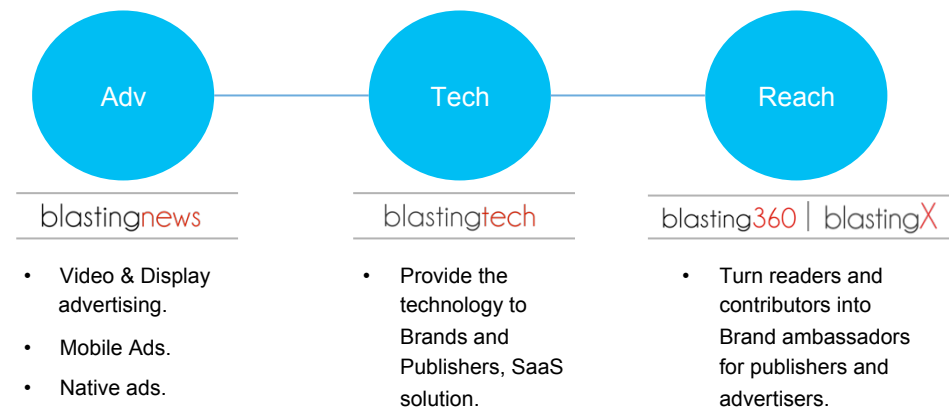 Adv
Tech
Reach
blastingnews
blastingtech
blasting360 | blastingX
• Video & Display
advertising.
• Mobile Ads.
• Native ads.
• Provide the
technology to
Brands and
Publishers, SaaS
solution.
• Turn readers and
contributors into
Brand ambassadors
for publishers and
advertisers.